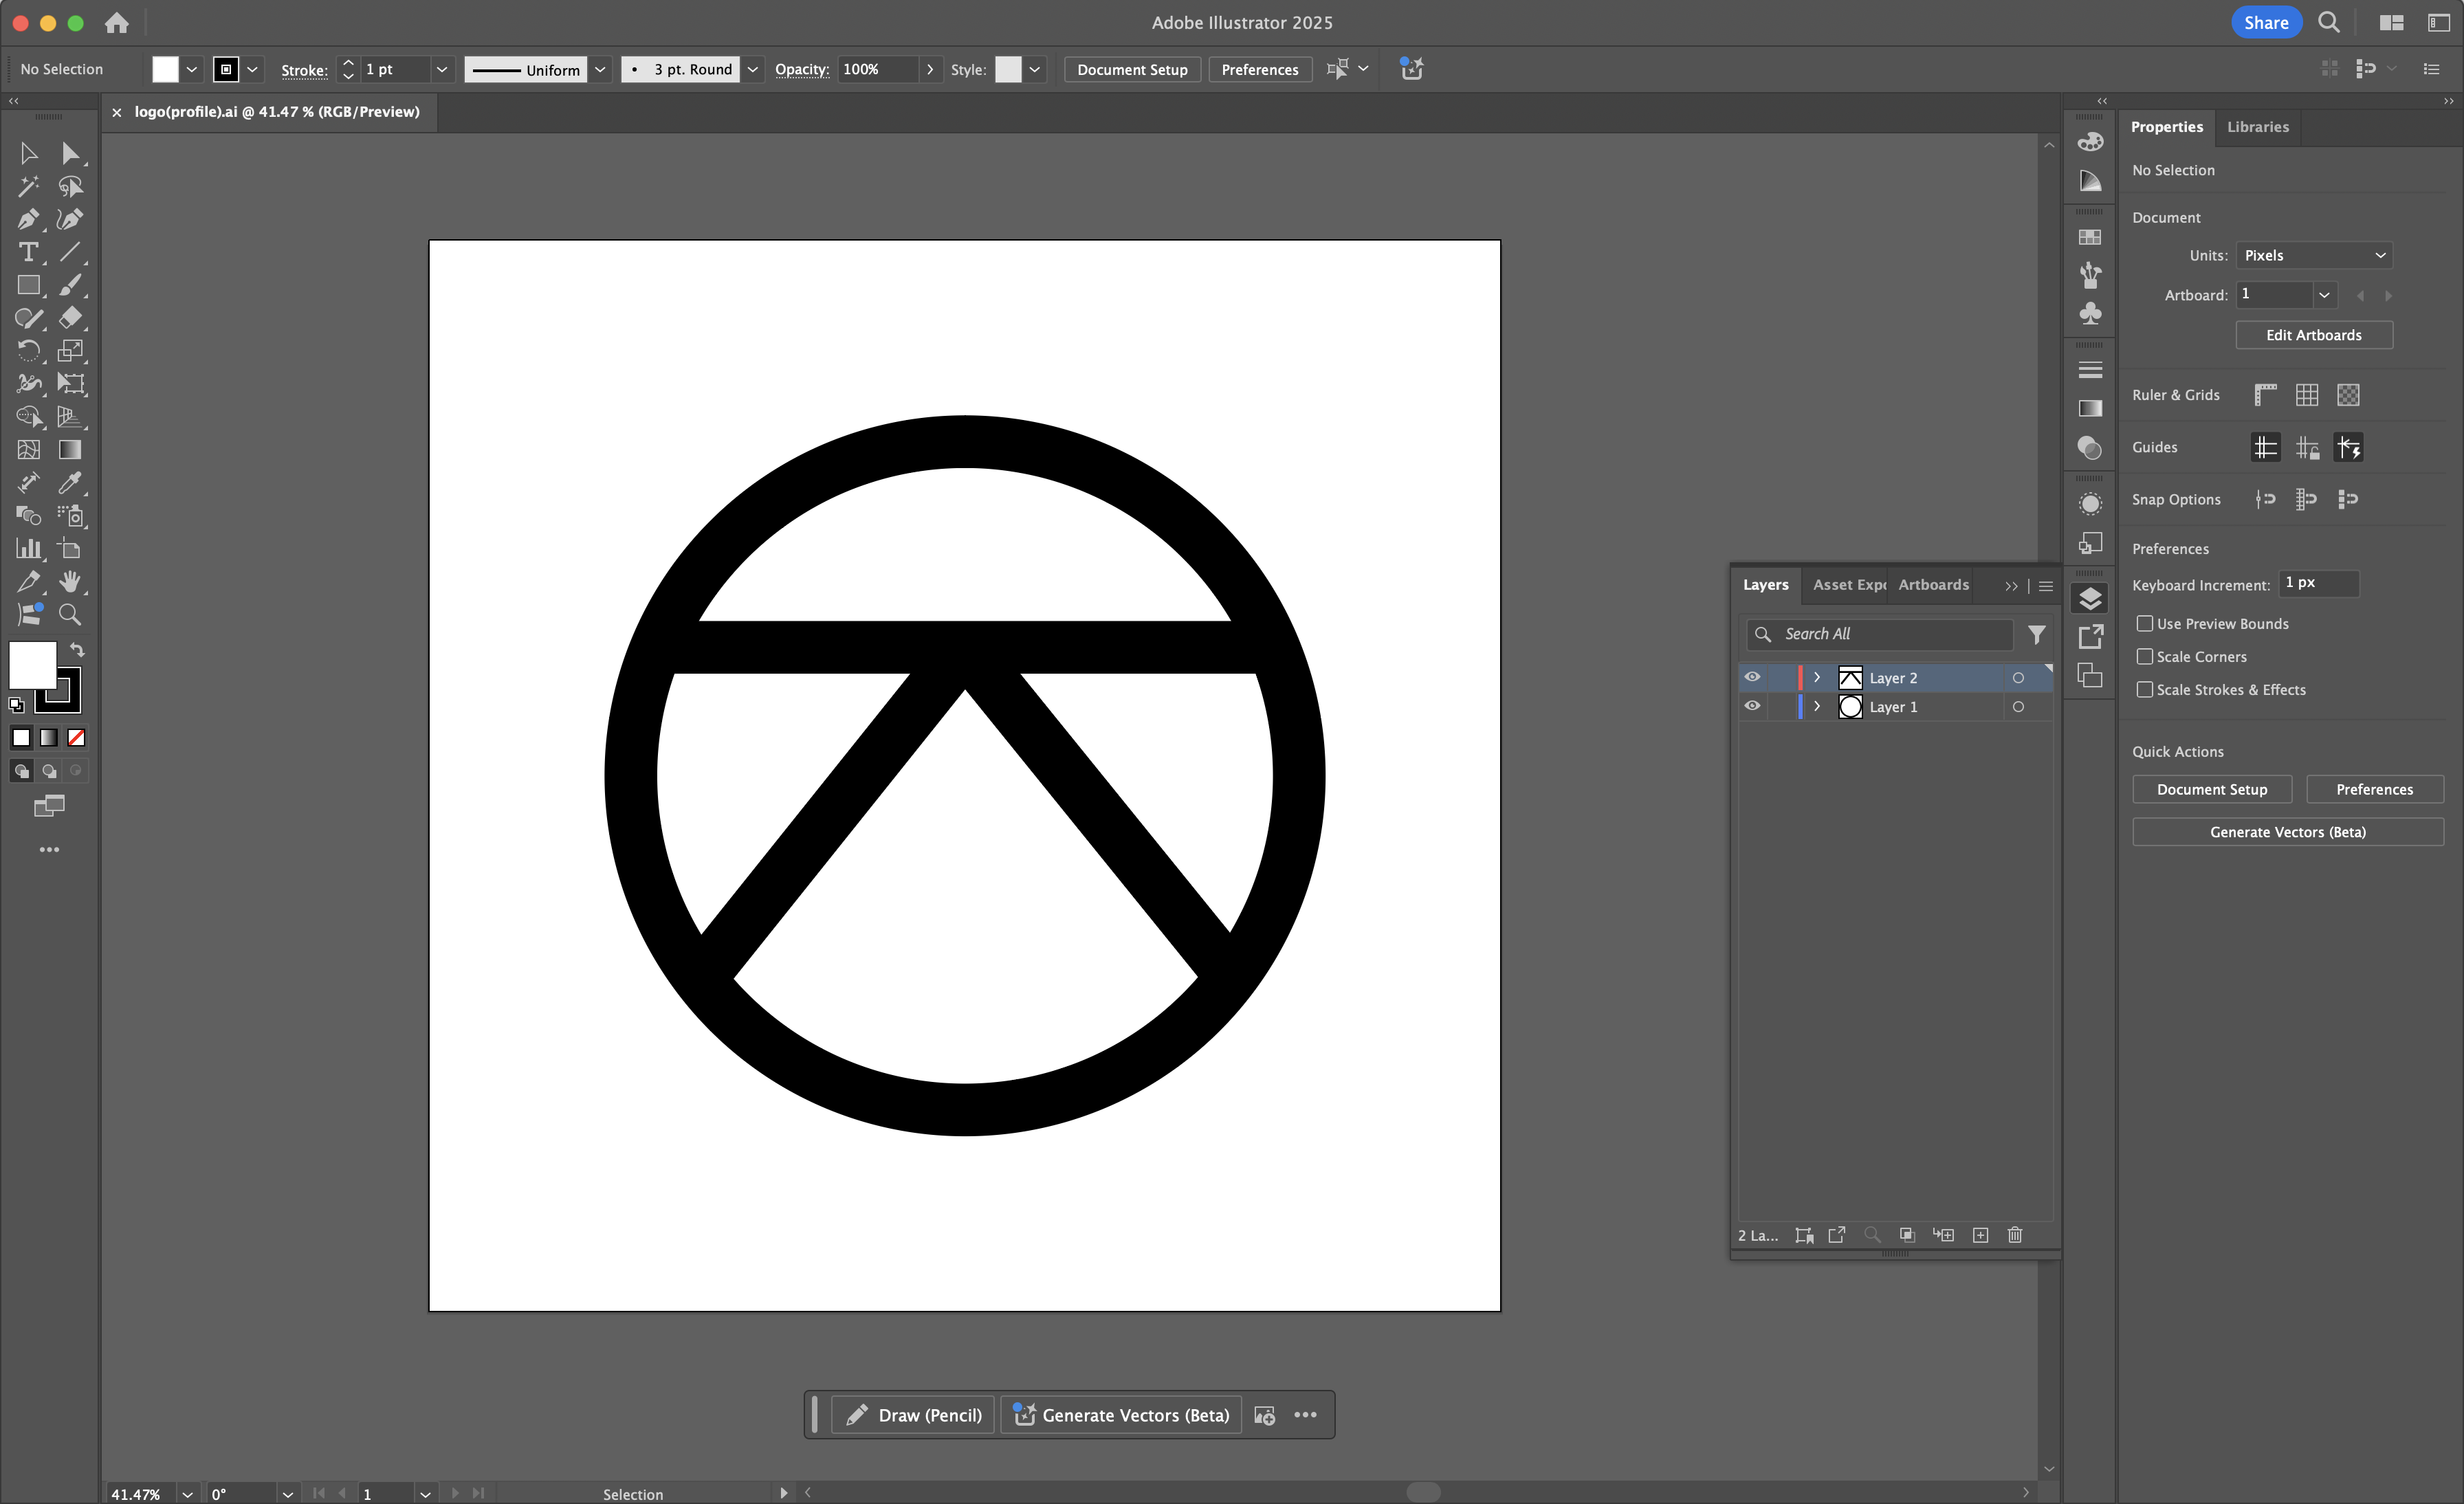 Adobe Illustrator 2025
Share
No Selection
Stroke: 1 pt
Uniform
3 pt. Round
Opacity: 100%
Style:
Document Setup
Preferences
logo(profile).ai @ 41.47 % (RGB/Preview)
Properties
Libraries
No Selection
Document
Units: Pixels
Artboard: 1
Edit Artboards
Ruler & Grids
Guides
Snap Options
Preferences
Keyboard Increment: 1 px
Use Preview Bounds
Scale Corners
Scale Strokes & Effects
Quick Actions
Document Setup
Preferences
Generate Vectors (Beta)
Layers
Asset Expo
Artboards
Search All
Layer 2
Layer 1
2 La...
Draw (Pencil)
Generate Vectors (Beta)
41.47%
0°
1
Selection